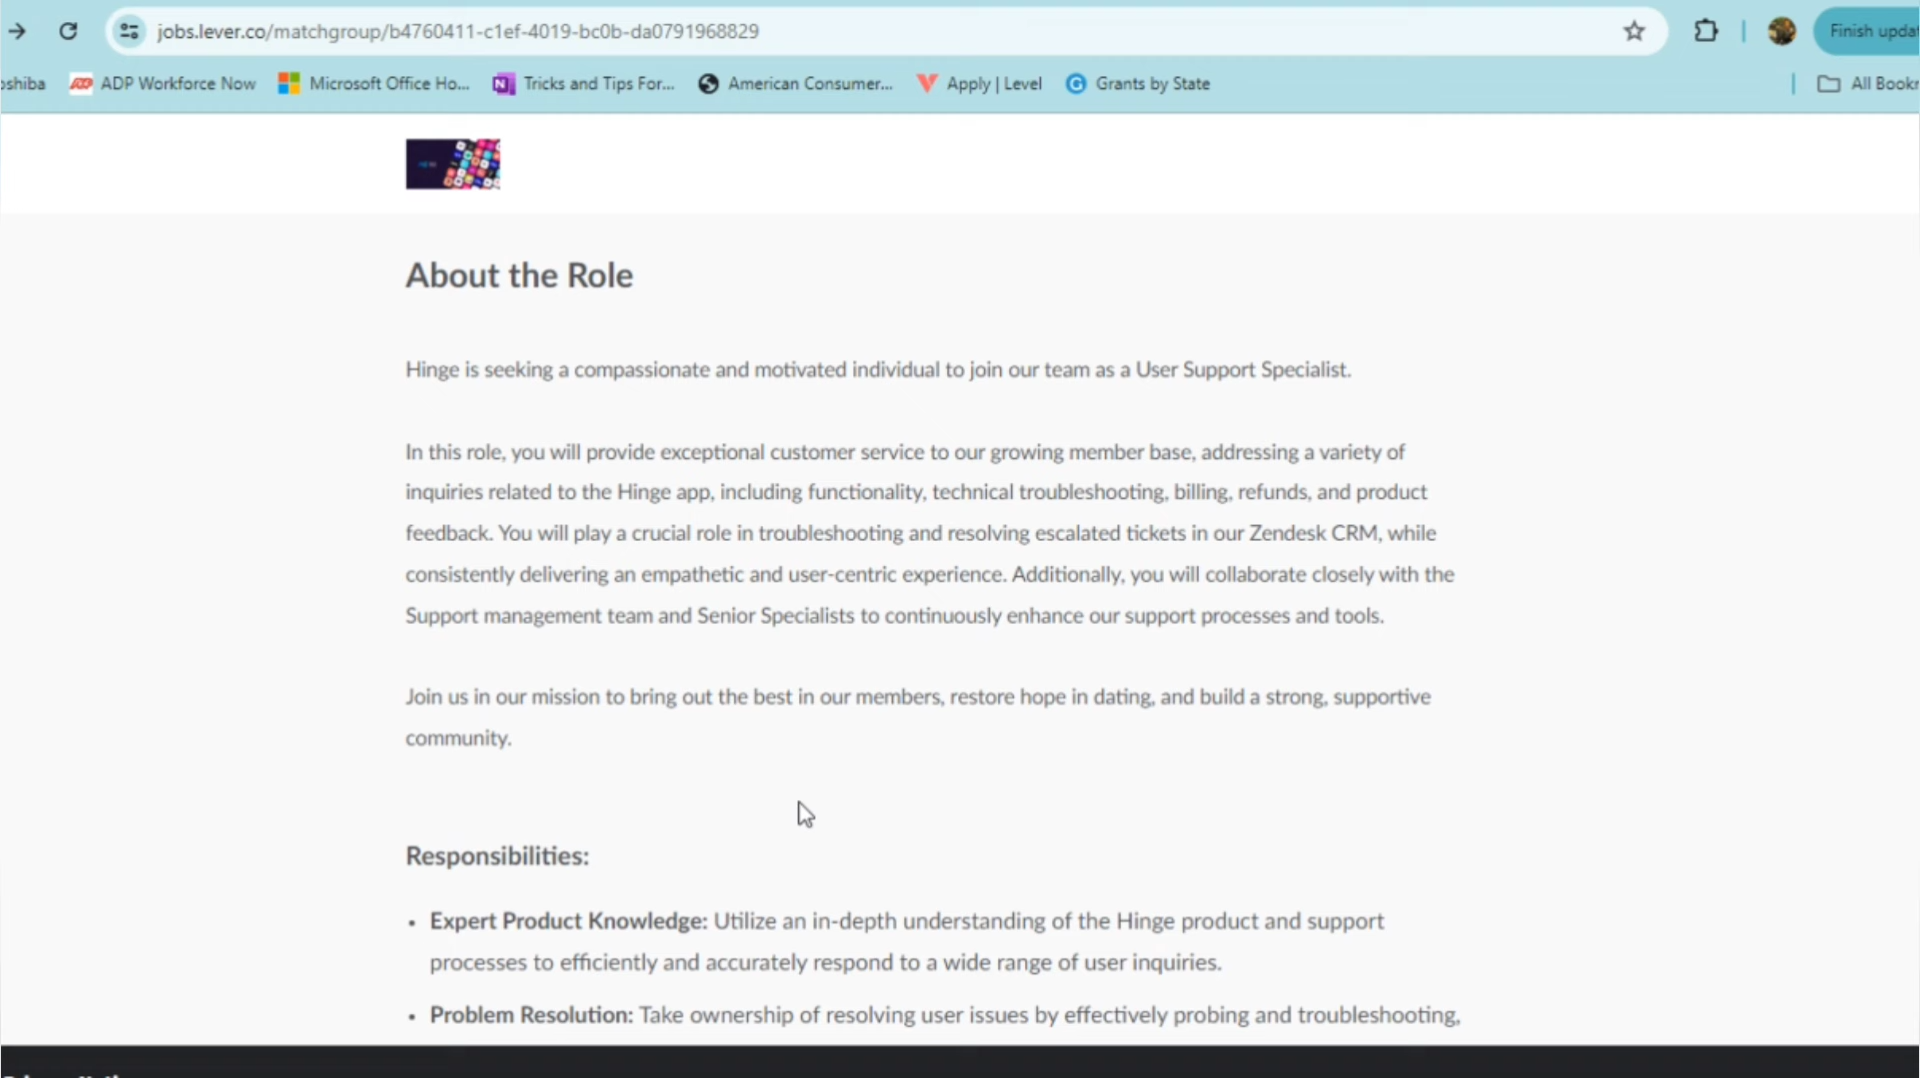 jobs.lever.co/matchgroup/b4760411-c1ef-4019-bc0b-da0791968829
Finish updat
oshiba ADP Workforce Now Microsoft Office Ho... Tricks and Tips For... American Consumer... Apply | Level Grants by State All Bookr
About the Role
Hinge is seeking a compassionate and motivated individual to join our team as a User Support Specialist.
In this role, you will provide exceptional customer service to our growing member base, addressing a variety of
inquiries related to the Hinge app, including functionality, technical troubleshooting, billing, refunds, and product
feedback. You will play a crucial role in troubleshooting and resolving escalated tickets in our Zendesk CRM, while
consistently delivering an empathetic and user-centric experience. Additionally, you will collaborate closely with the
Support management team and Senior Specialists to continuously enhance our support processes and tools.
Join us in our mission to bring out the best in our members, restore hope in dating, and build a strong, supportive
community.
Responsibilities:
• Expert Product Knowledge: Utilize an in-depth understanding of the Hinge product and support
processes to efficiently and accurately respond to a wide range of user inquiries.
• Problem Resolution: Take ownership of resolving user issues by effectively probing and troubleshooting,